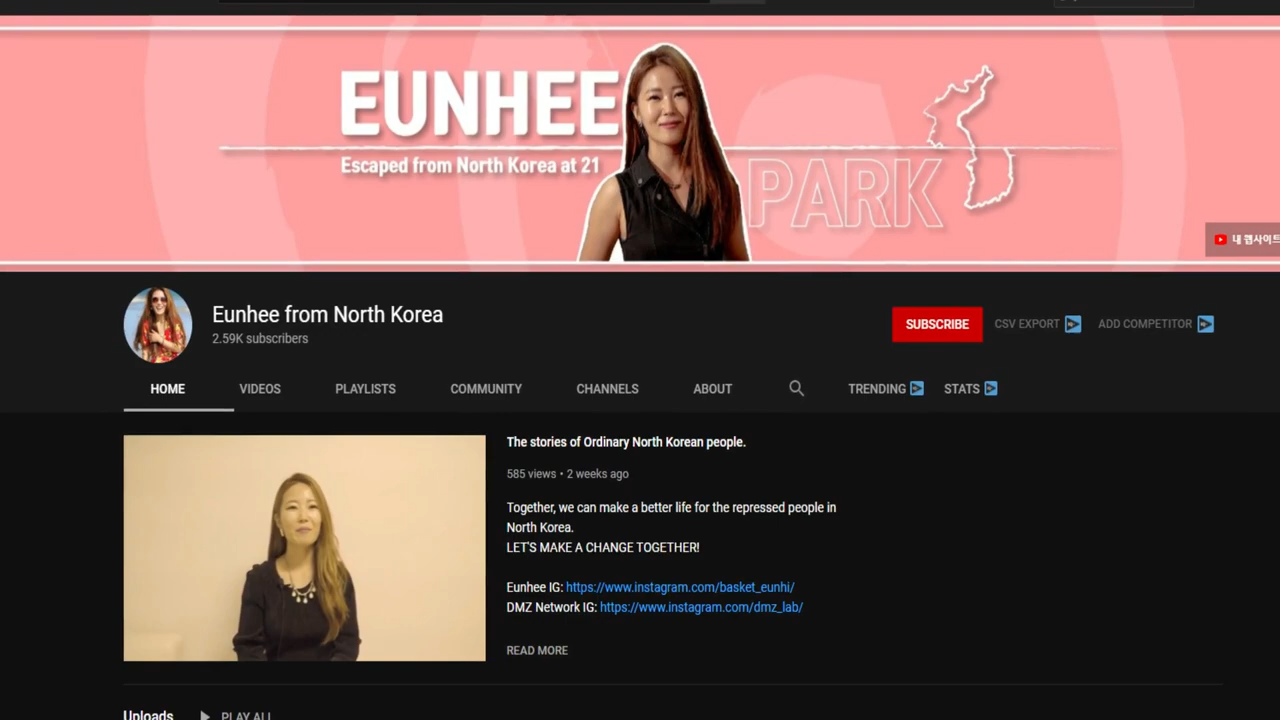 EUNHEE
Escaped from North Korea at 21
PARK
내 웹사이트
Eunhee from North Korea
2.59K subscribers
SUBSCRIBE
CSV EXPORT
ADD COMPETITOR
HOME
VIDEOS
PLAYLISTS
COMMUNITY
CHANNELS
ABOUT
TRENDING
STATS
The stories of Ordinary North Korean people.
585 views • 2 weeks ago
Together, we can make a better life for the repressed people in
North Korea.
LET'S MAKE A CHANGE TOGETHER!
Eunhee IG: https://www.instagram.com/basket_eunhi/
DMZ Network IG: https://www.instagram.com/dmz_lab/
READ MORE
Uploads
PLAY ALL